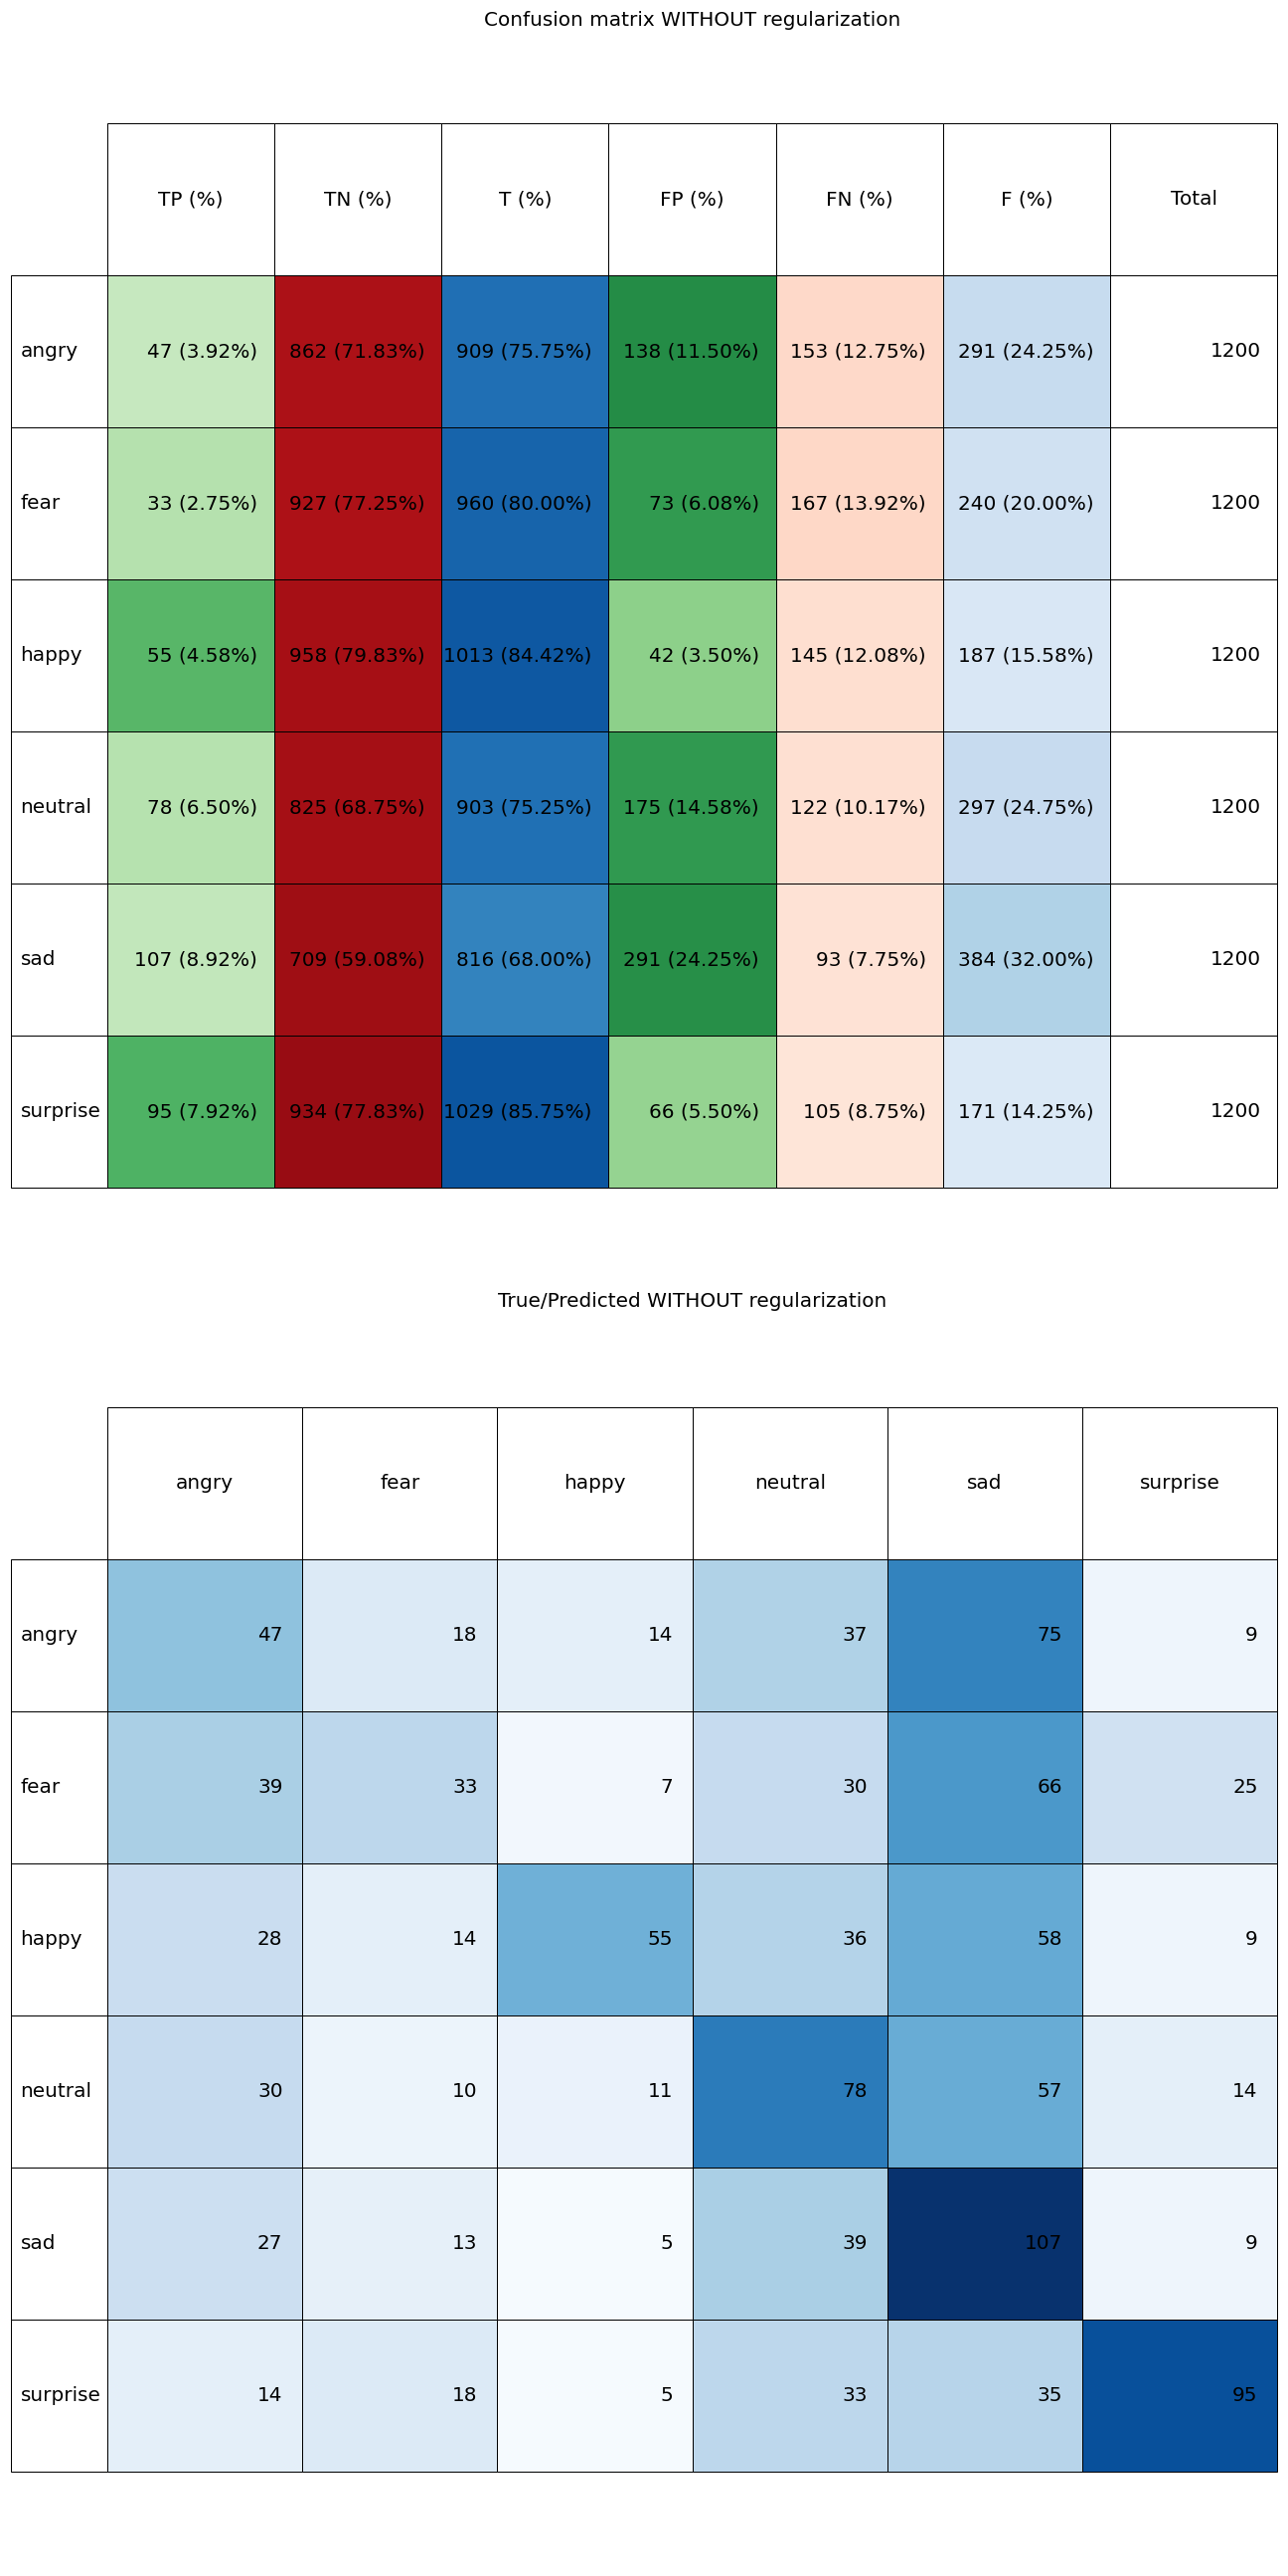 Confusion matrix WITHOUT regularization
TP (%) TN (%) T (%) FP (%) FN (%) F (%) Total
angry 47 (3.92%) 862 (71.83%) 909 (75.75%) 138 (11.50%) 153 (12.75%) 291 (24.25%) 1200
fear 33 (2.75%) 927 (77.25%) 960 (80.00%) 73 (6.08%) 167 (13.92%) 240 (20.00%) 1200
happy 55 (4.58%) 958 (79.83%) 1013 (84.42%) 42 (3.50%) 145 (12.08%) 187 (15.58%) 1200
neutral 78 (6.50%) 825 (68.75%) 903 (75.25%) 175 (14.58%) 122 (10.17%) 297 (24.75%) 1200
sad 107 (8.92%) 709 (59.08%) 816 (68.00%) 291 (24.25%) 93 (7.75%) 384 (32.00%) 1200
surprise 95 (7.92%) 934 (77.83%) 1029 (85.75%) 66 (5.50%) 105 (8.75%) 171 (14.25%) 1200
True/Predicted WITHOUT regularization
angry fear happy neutral sad surprise
angry 47 18 14 37 75 9
fear 39 33 7 30 66 25
happy 28 14 55 36 58 9
neutral 30 10 11 78 57 14
sad 27 13 5 39 107 9
surprise 14 18 5 33 35 95